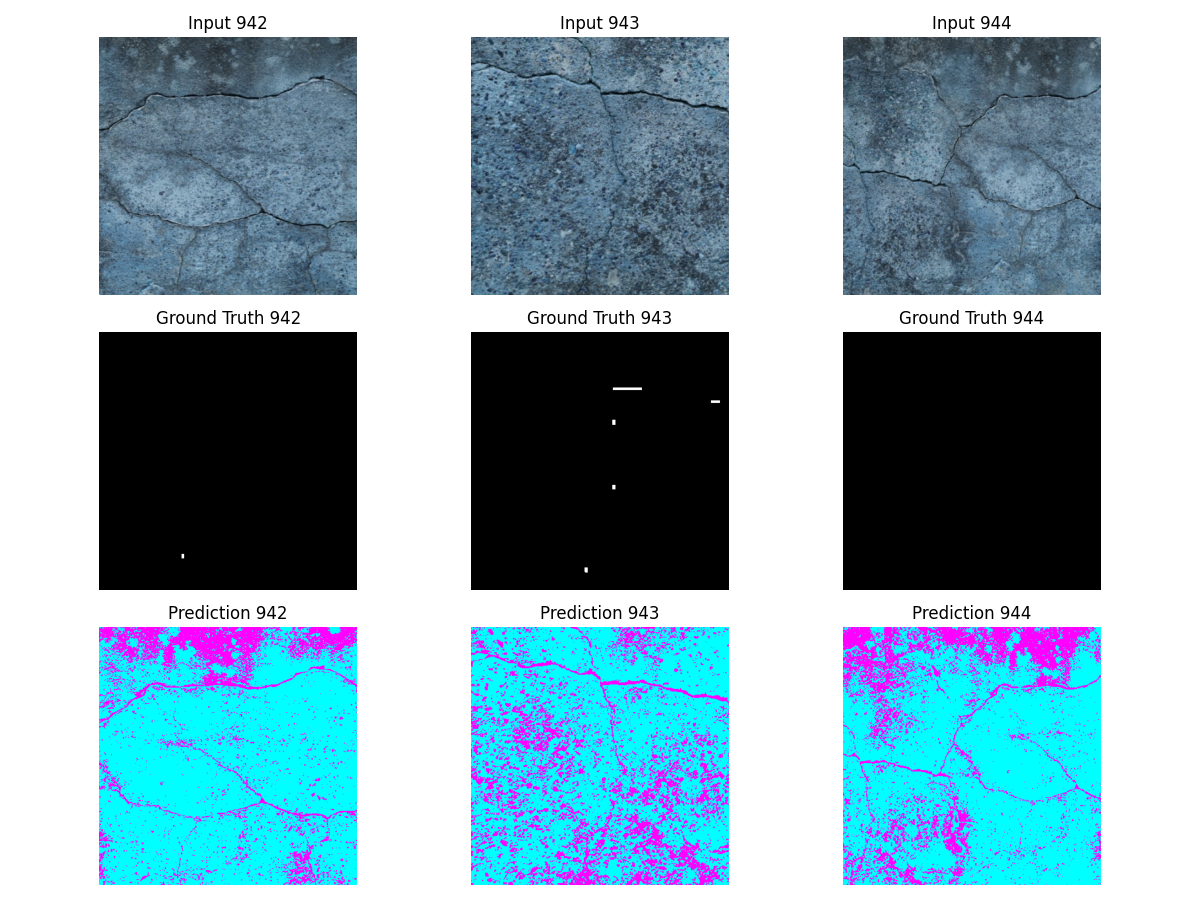 Input 942
Input 943
Input 944
Ground Truth 942
Ground Truth 943
Ground Truth 944
Prediction 942
Prediction 943
Prediction 944